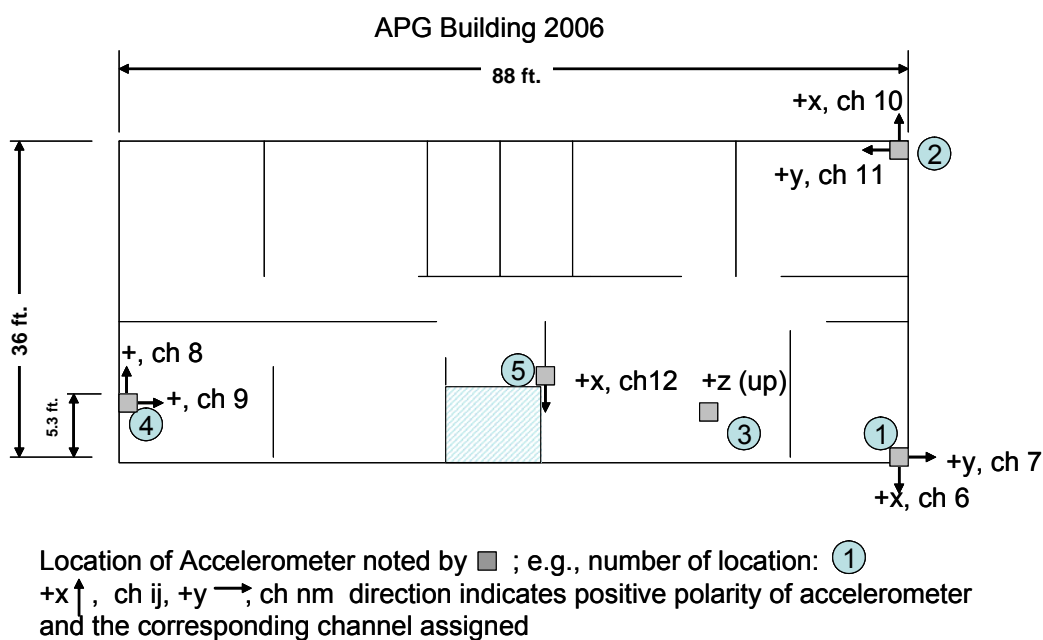 APG Building 2006
88 ft.
+x, ch 10
2
+y, ch 11
36 ft.
+, ch 8
5
+x, ch12
+z (up)
+, ch 9
5.3 ft.
4
3
1
+y, ch 7
+x, ch 6
Location of Accelerometer noted by ; e.g., number of location: 1
+x , ch ij, +y , ch nm direction indicates positive polarity of accelerometer
and the corresponding channel assigned